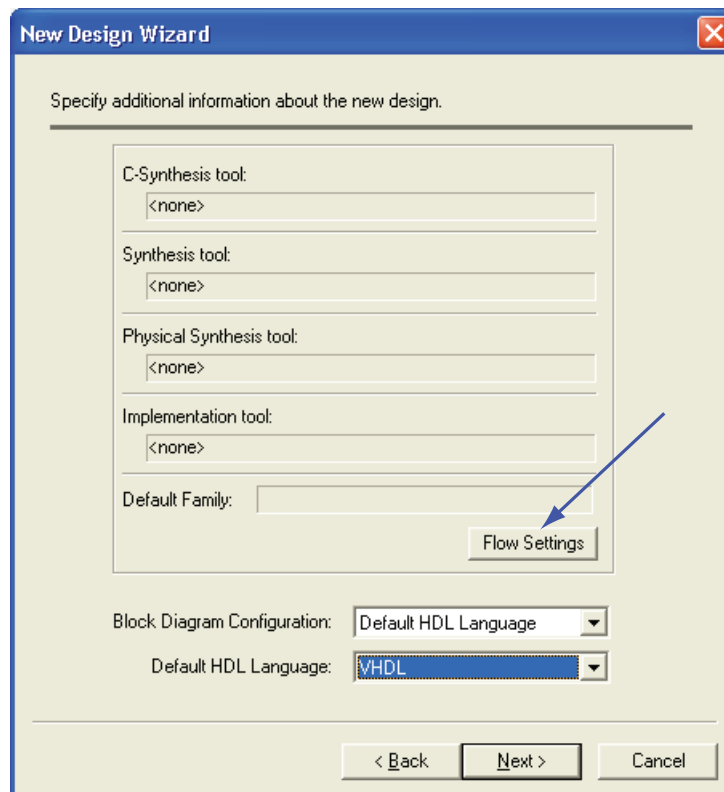 New Design Wizard
Specify additional information about the new design.
C-Synthesis tool:
<none>
Synthesis tool:
<none>
Physical Synthesis tool:
<none>
Implementation tool:
<none>
Default Family:
Flow Settings
Block Diagram Configuration: Default HDL Language
Default HDL Language: VHDL
< Back Next > Cancel